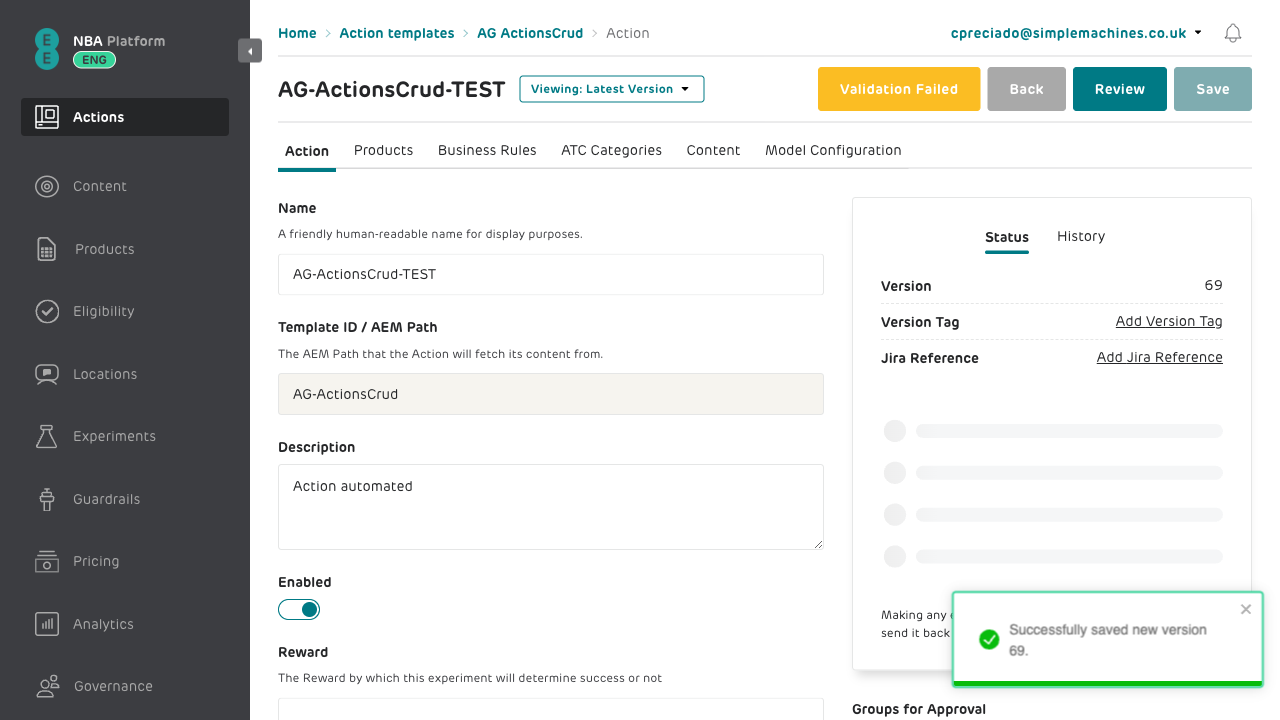 EE
NBA Platform
ENG
Actions
Content
Products
Eligibility
Locations
Experiments
Guardrails
Pricing
Analytics
Governance
Home > Action templates > AG ActionsCrud > Action
cpreciado@simplemachines.co.uk
AG-ActionsCrud-TEST
Viewing: Latest Version
Validation Failed
Back
Review
Save
Action
Products
Business Rules
ATC Categories
Content
Model Configuration
Name
A friendly human-readable name for display purposes.
AG-ActionsCrud-TEST
Template ID / AEM Path
The AEM Path that the Action will fetch its content from.
AG-ActionsCrud
Description
Action automated
Enabled
Reward
The Reward by which this experiment will determine success or not
Status
History
Version 69
Version Tag Add Version Tag
Jira Reference Add Jira Reference
Making any
send it back
Successfully saved new version
69.
Groups for Approval